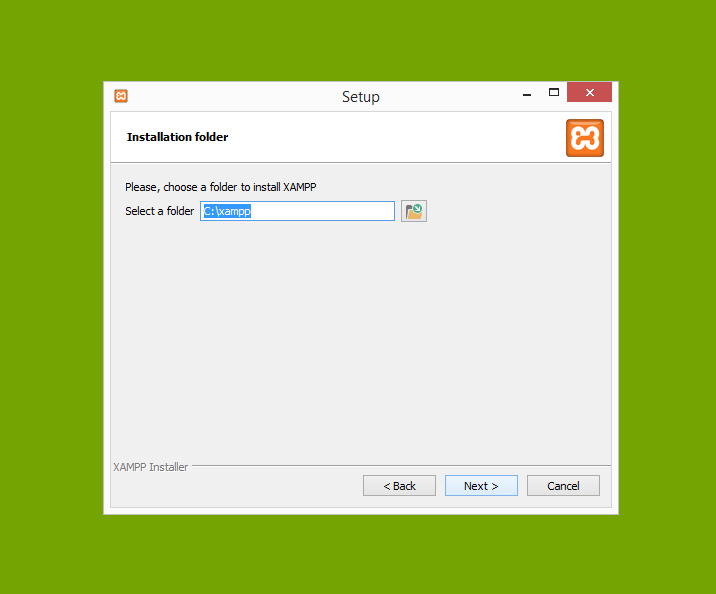 Setup
Installation folder
Please, choose a folder to install XAMPP
Select a folder C:\xampp
XAMPP Installer
< Back Next > Cancel